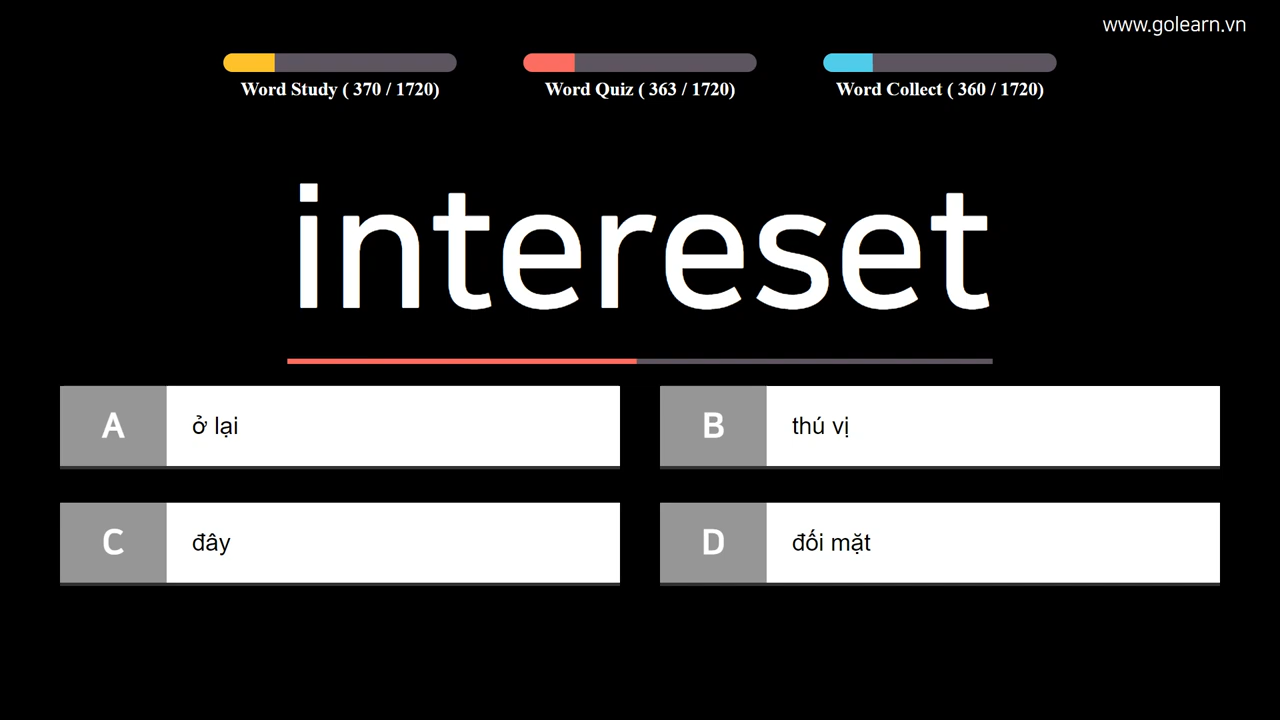 www.golearn.vn
Word Study ( 370 / 1720)
Word Quiz ( 363 / 1720)
Word Collect ( 360 / 1720)
intereset
A ở lại
B thú vị
C đây
D đối mặt